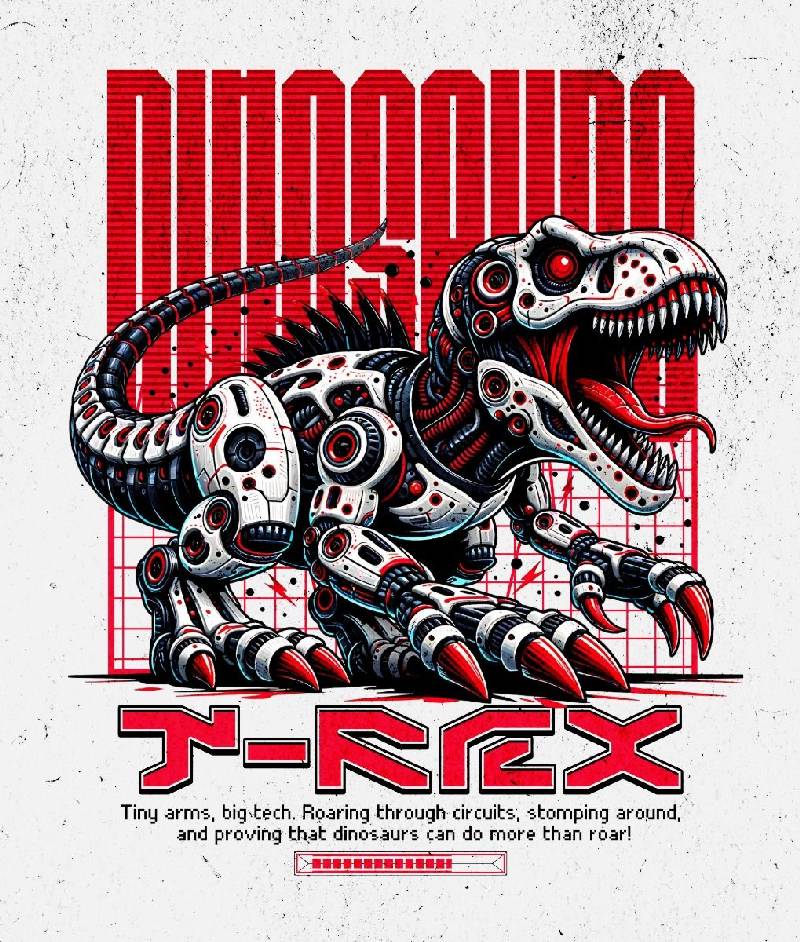 DINOSAURO
T-REX
Tiny arms, big tech. Roaring through circuits, stomping around,
and proving that dinosaurs can do more than roar!